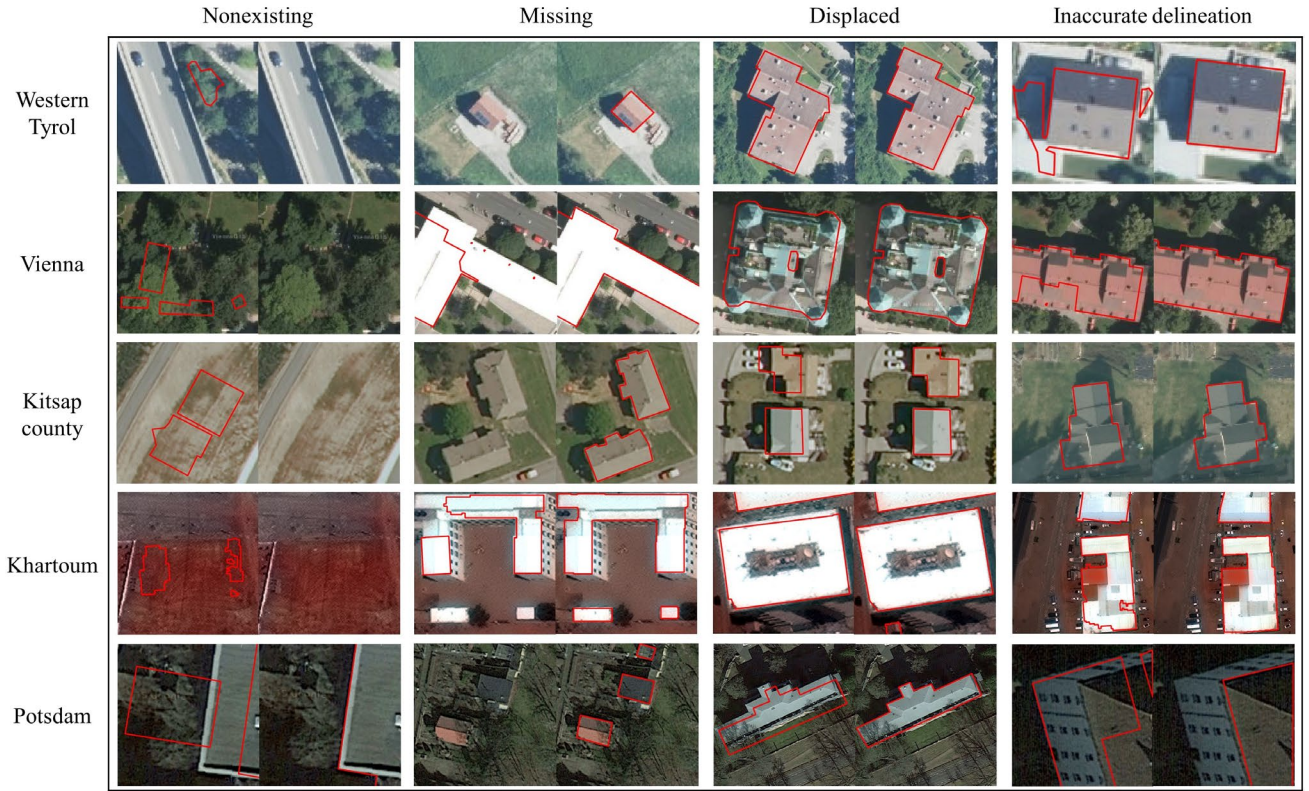 Nonexisting Missing Displaced Inaccurate delineation
Western
Tyrol
Vienna
Kitsap
county
Khartoum
Potsdam